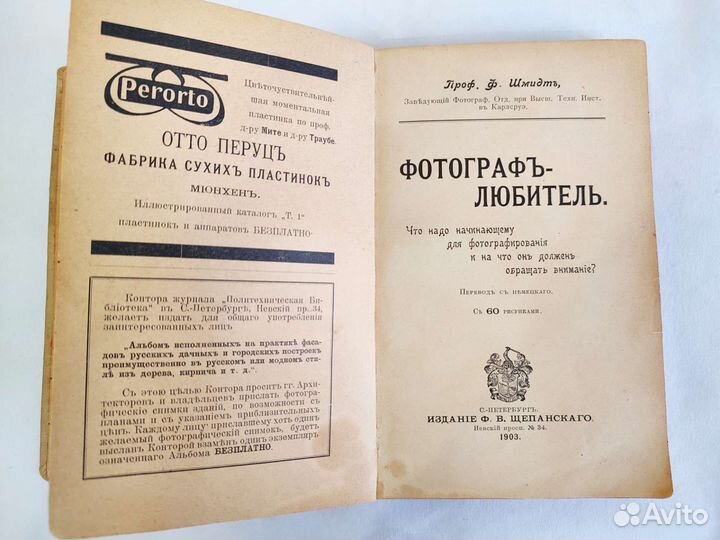 Perorto
Цвѣточувствительнѣй-
шая моментальная
пластинка по проф.
д-ру Мите и д-ру Траубе.
ОТТО ПЕРУЦЪ
ФАБРИКА СУХИХЪ ПЛАСТИНОКЪ
МЮНХЕНЪ.
Иллюстрированный каталогъ „Т. 1"
пластинокъ и аппаратовъ БЕЗПЛАТНО
Контора журнала „Политехническая Би-
бліотека" въ С.-Петербургѣ, Невскій пр. 34,
желаетъ издать для общаго употребленія
заинтересованныхъ лицъ
„Альбомъ исполненныхъ на практикѣ фаса-
довъ русскихъ дачныхъ и городскихъ построекъ
преимущественно въ русскомъ или модномъ сти-
лѣ изъ дерева, кирпича и т. д.".
Съ этою цѣлью Контора проситъ гг. Архи-
текторовъ и владѣльцевъ прислать фотогра-
фическіе снимки зданій, по возможности съ
планами и съ указаніемъ приблизительныхъ
цѣнъ. Каждому лицу приславшему хоть одинъ
желаемый фотографическій снимокъ, будетъ
высланъ Конторой взамѣнъ одинъ экземпляръ
означеннаго Альбома БЕЗПЛАТНО.
Проф. Ф. Шмидтъ,
Завѣдующій Фотограф. Отд. при Высш. Техн. Инст.
въ Карлсруэ.
ФОТОГРАФЪ-
ЛЮБИТЕЛЬ.
Что надо начинающему
для фотографированія
и на что онъ долженъ
обращать вниманіе?
Переводъ съ нѣмецкаго.
Съ 60 рисунками.
С.-ПЕТЕРБУРГЪ.
ИЗДАНІЕ Ф. В. ЩЕПАНСКАГО.
Невскій просп. № 34.
1903.
Avito